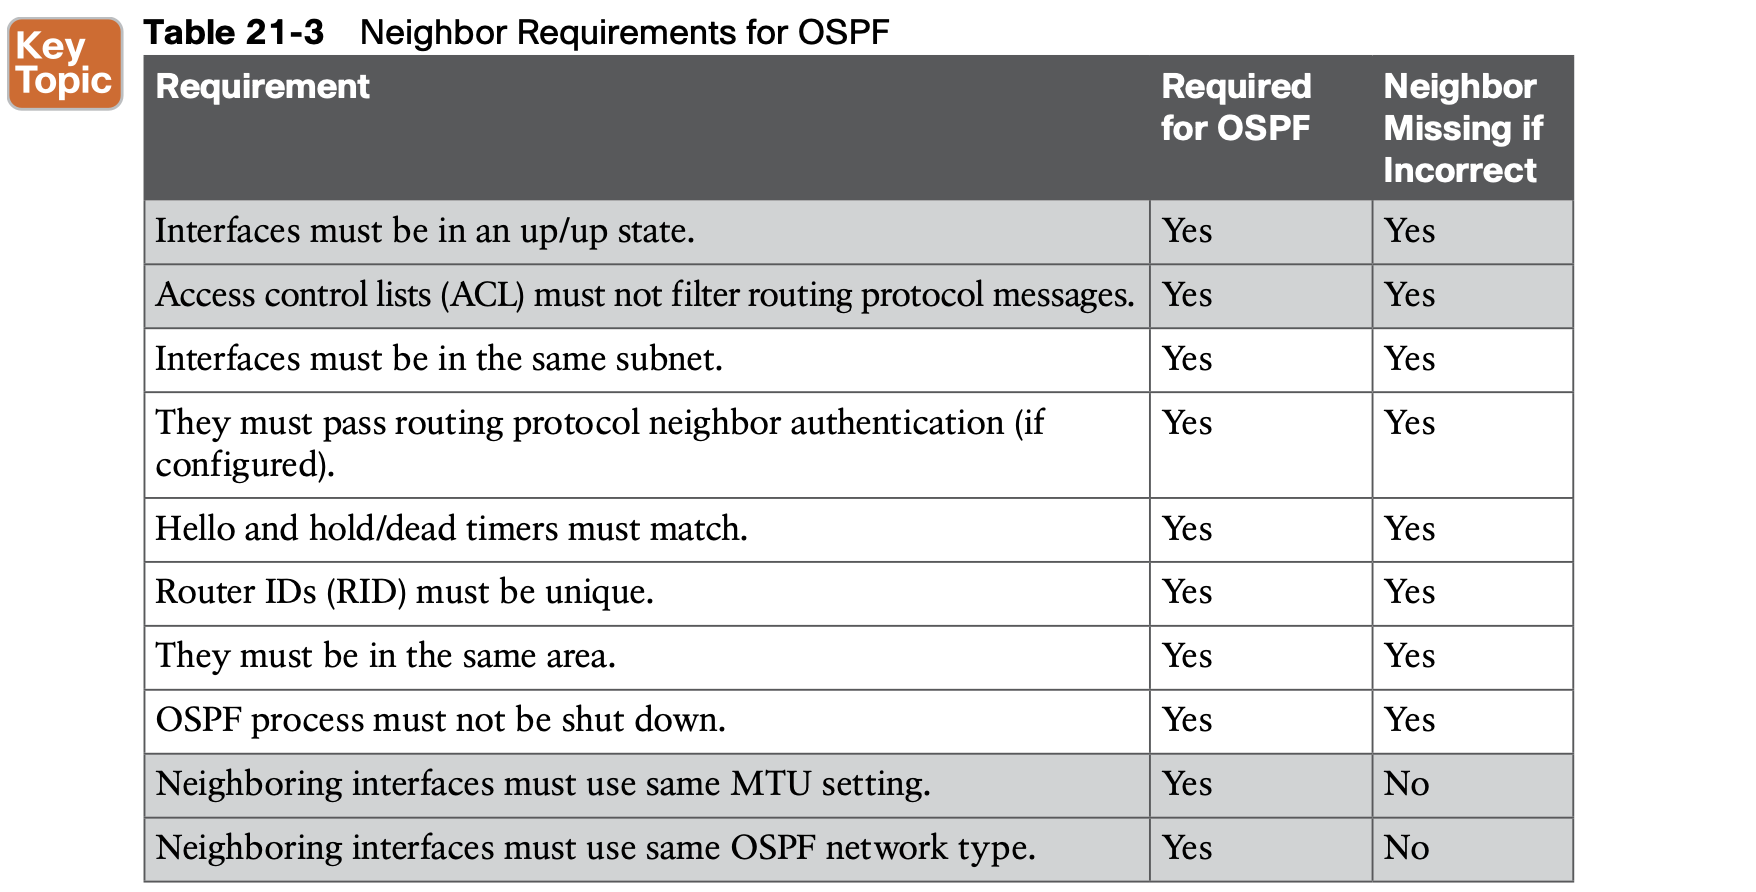 Key
Topic
Table 21-3 Neighbor Requirements for OSPF
Requirement
Required
for OSPF
Neighbor
Missing if
Incorrect
Interfaces must be in an up/up state. Yes Yes
Access control lists (ACL) must not filter routing protocol messages. Yes Yes
Interfaces must be in the same subnet. Yes Yes
They must pass routing protocol neighbor authentication (if
configured).
Yes Yes
Hello and hold/dead timers must match. Yes Yes
Router IDs (RID) must be unique. Yes Yes
They must be in the same area. Yes Yes
OSPF process must not be shut down. Yes Yes
Neighboring interfaces must use same MTU setting. Yes No
Neighboring interfaces must use same OSPF network type. Yes No